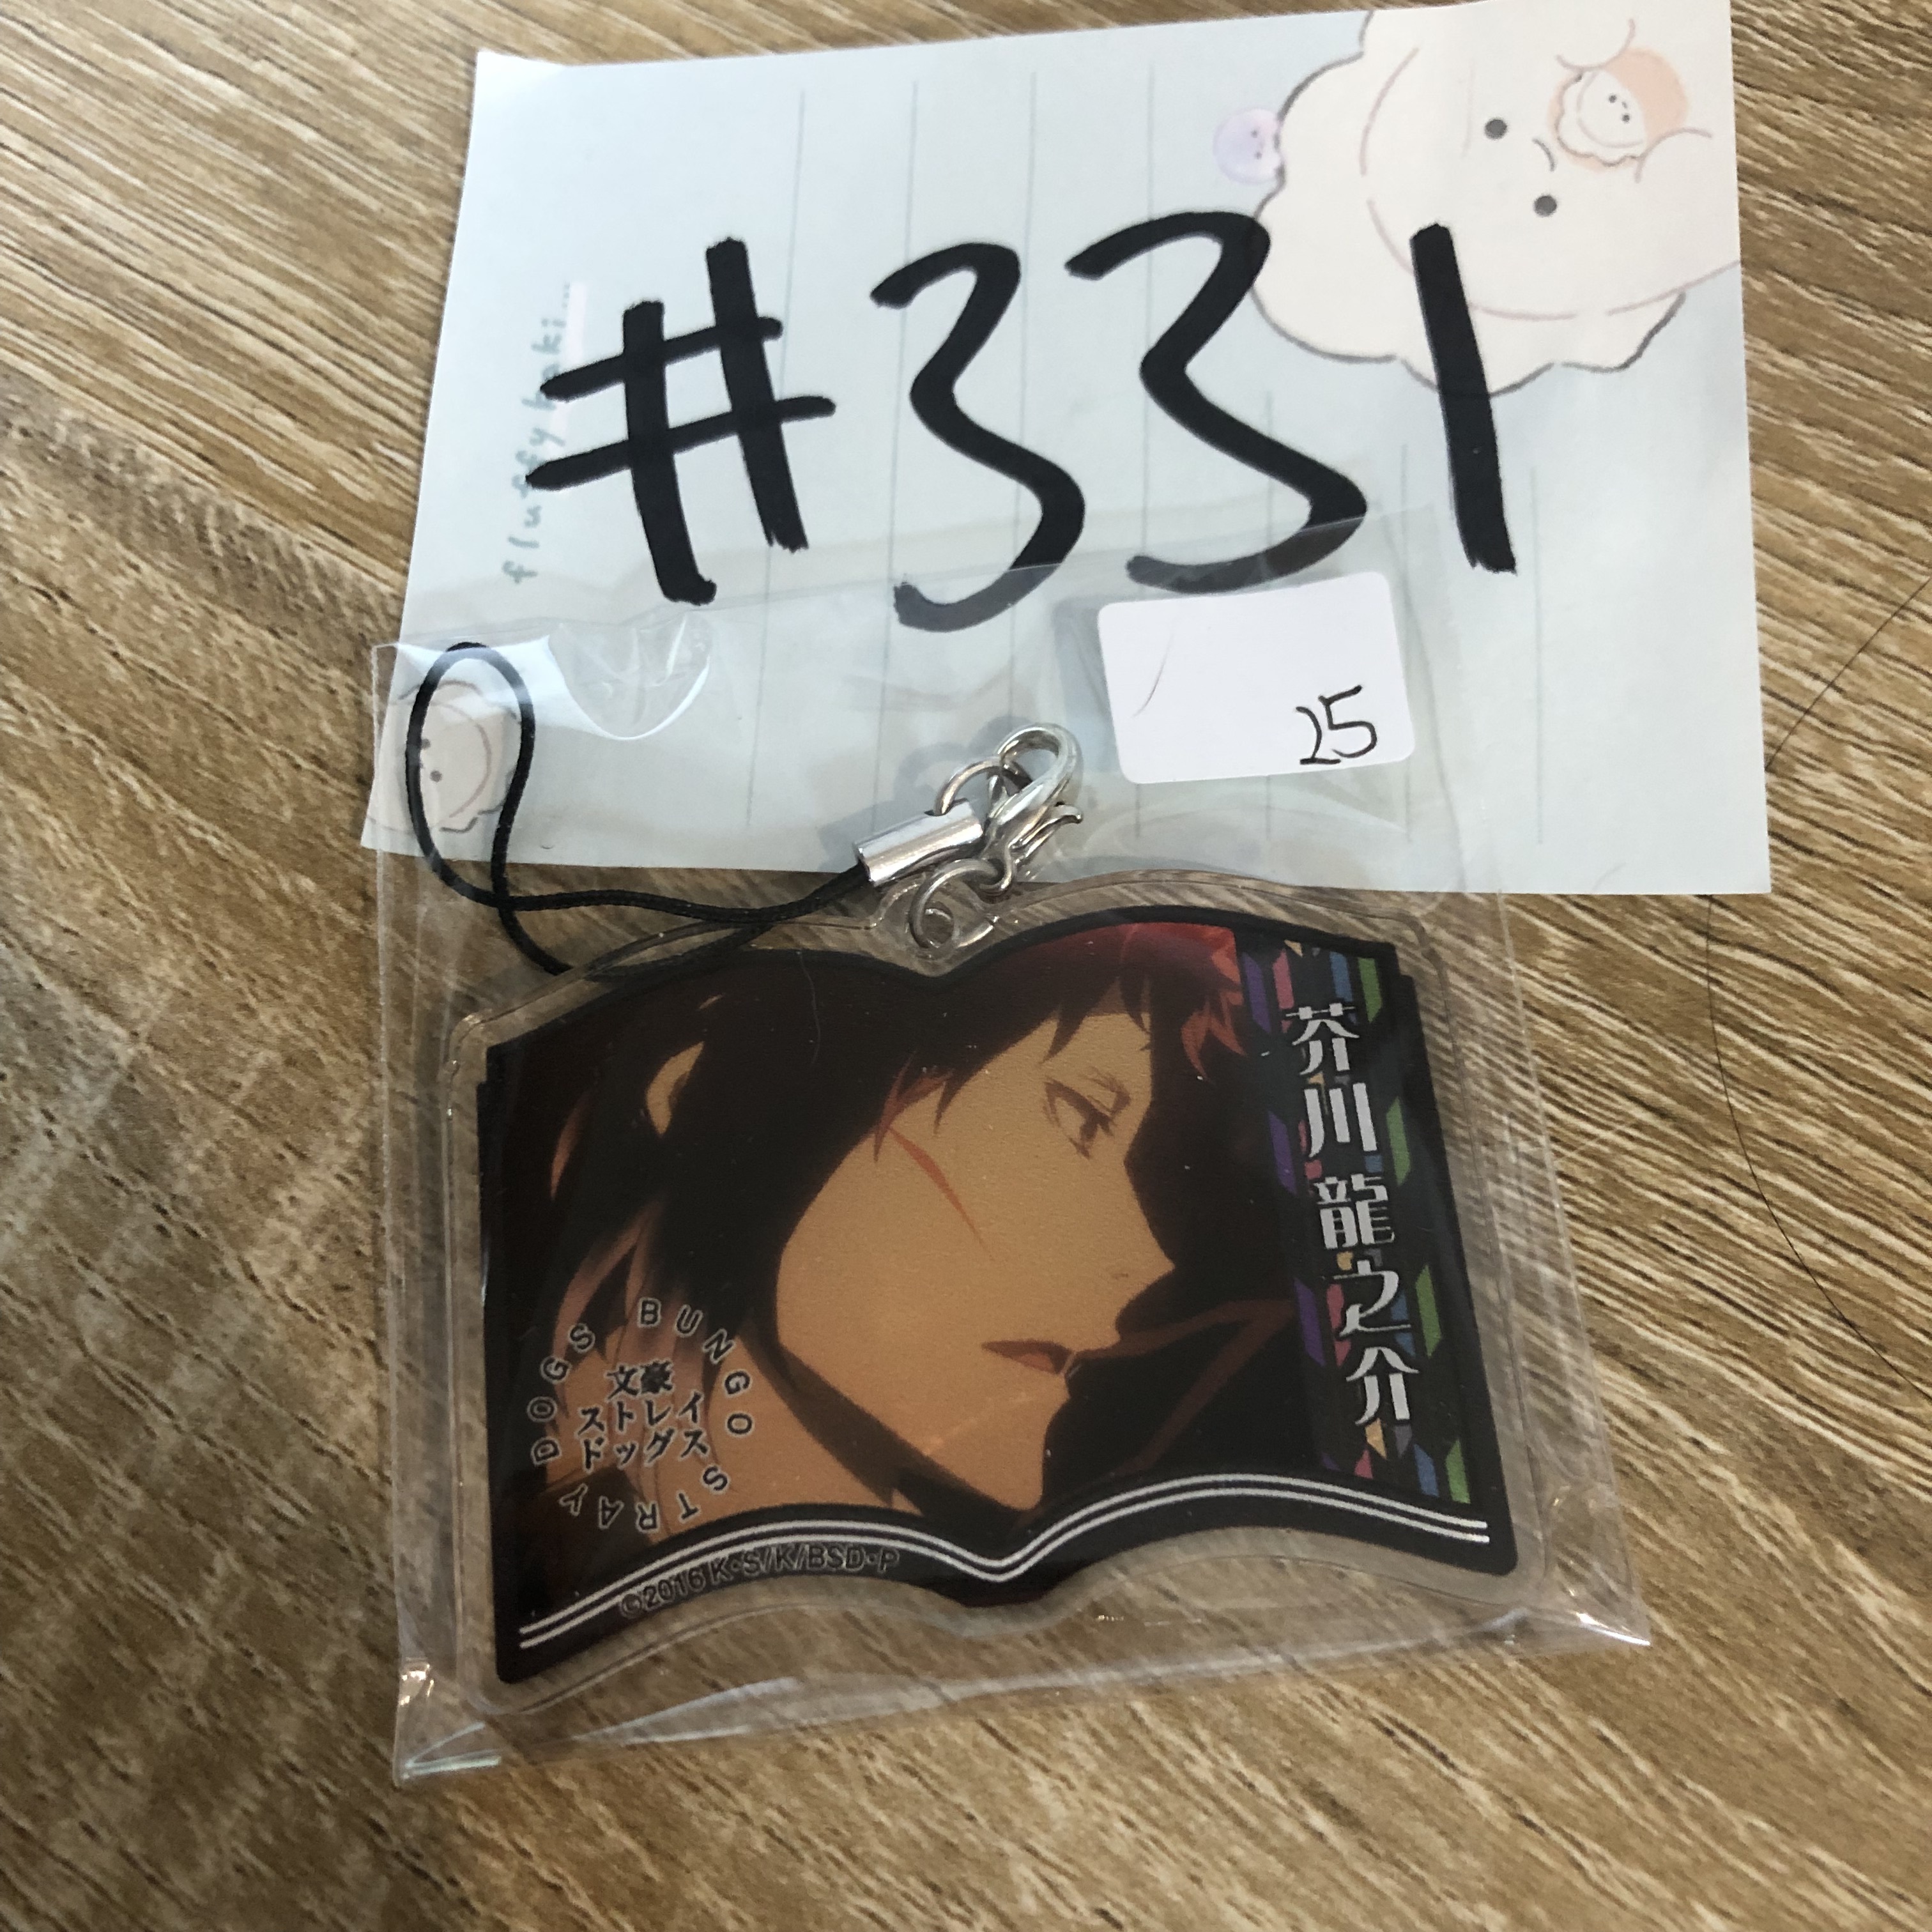 #331
fluffy haki...
25
芥川龍之介
BUNGO STRAY DOGS
文豪
ストレイ
ドッグス
©2016 K・S/K/BSD・P